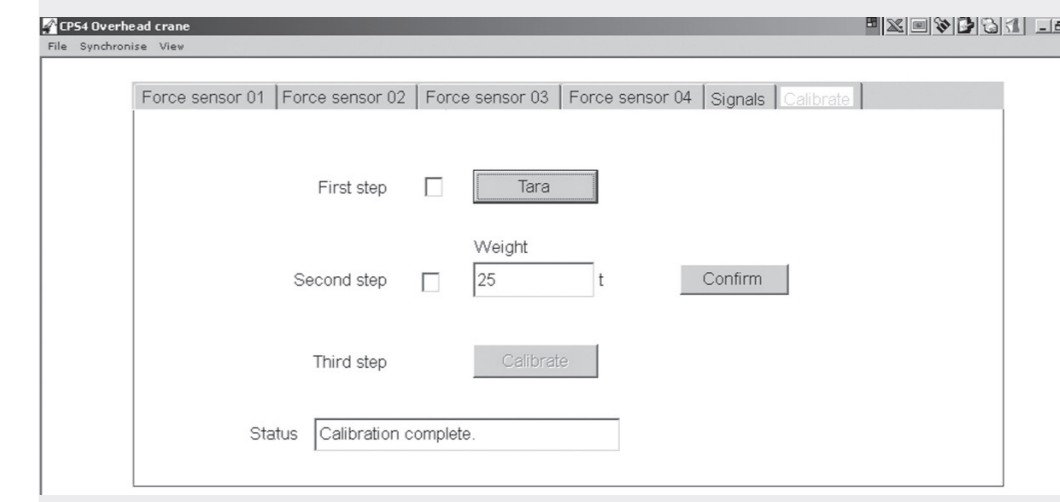 CPS4 Overhead crane
File Synchronise View
Force sensor 01 Force sensor 02 Force sensor 03 Force sensor 04 Signals Calibrate
First step Tara
Weight
Second step 25 t Confirm
Third step Calibrate
Status Calibration complete.